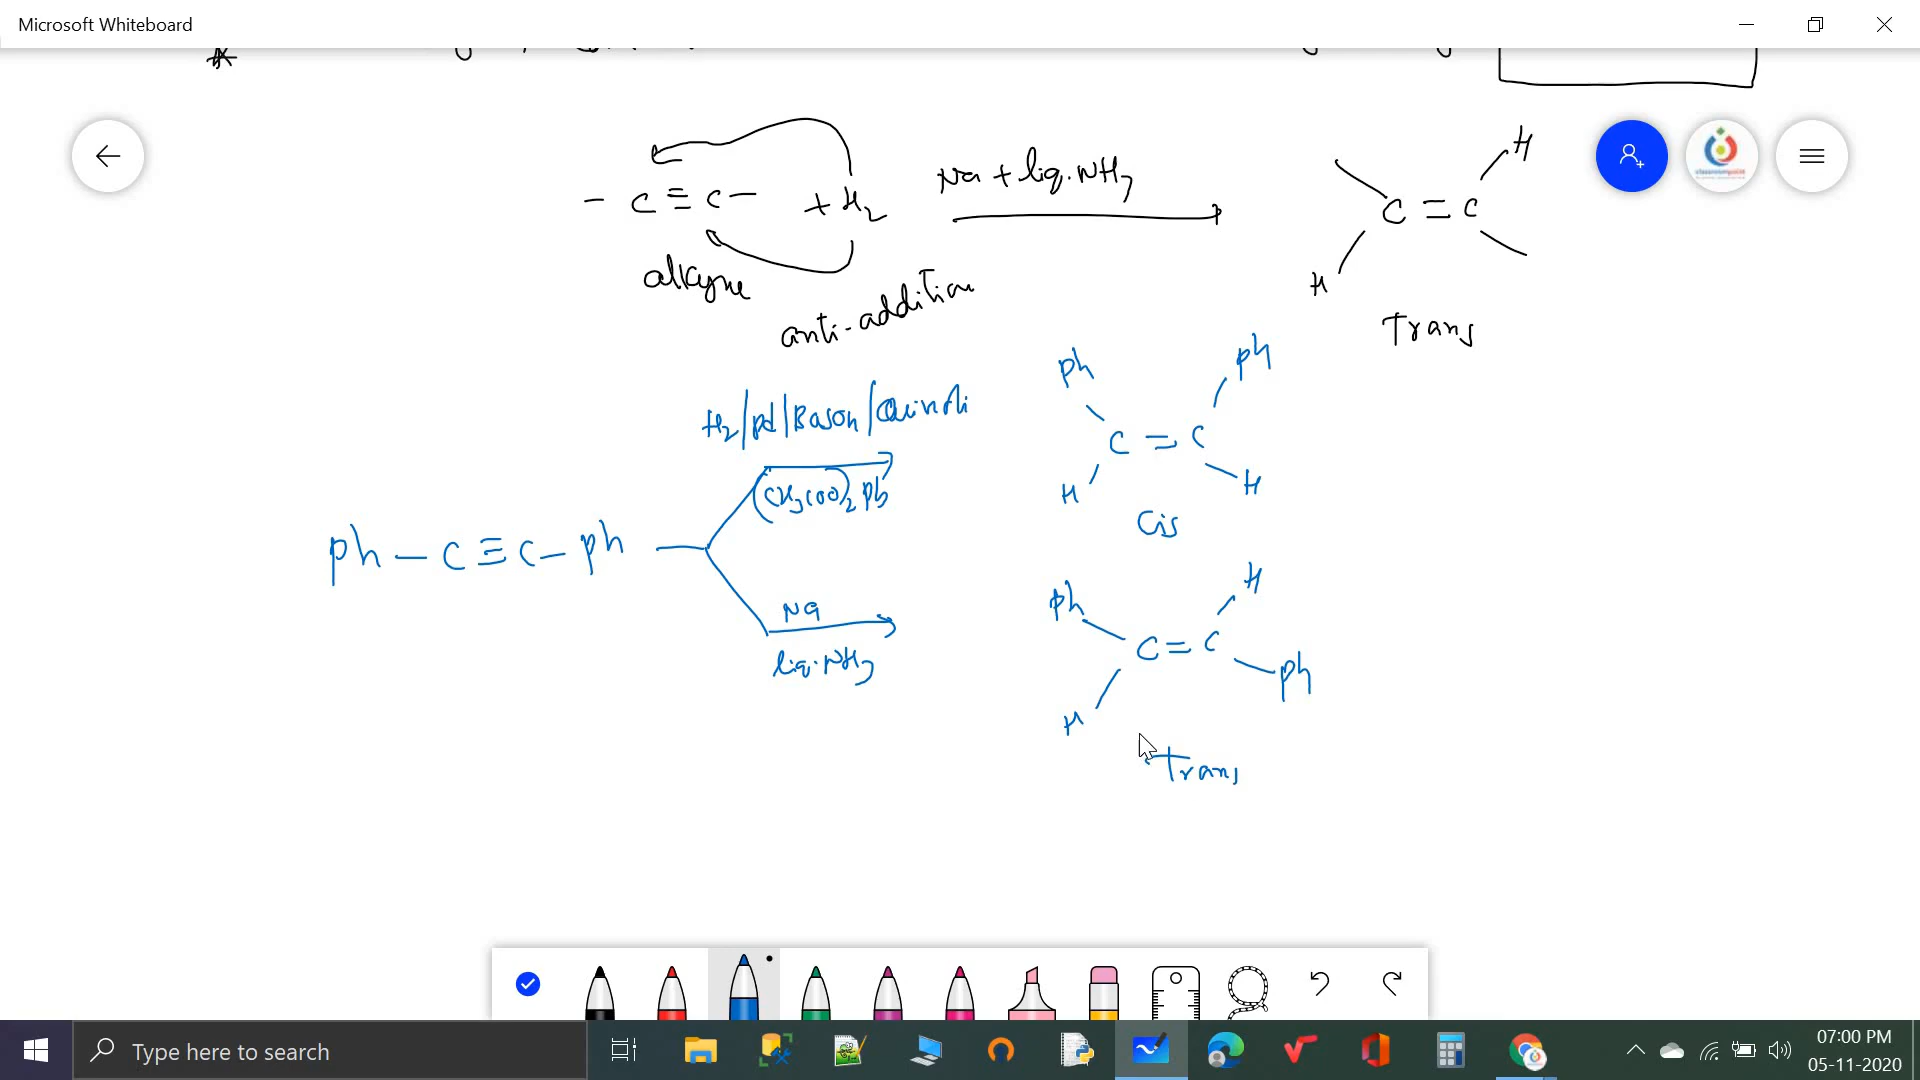 Microsoft Whiteboard
- C ≡ C - + H2
Na + liq. NH3
H
C = C
H
alkyne
anti-addition
Trans
H2/pd/BaSO4/Quinoli
(CH3COO)2 Pb
Ph Ph
C = C
H H
Cis
Ph - C ≡ C - Ph
Na
liq. NH3
Ph H
C = C
H Ph
Trans
Type here to search
07:00 PM
05-11-2020